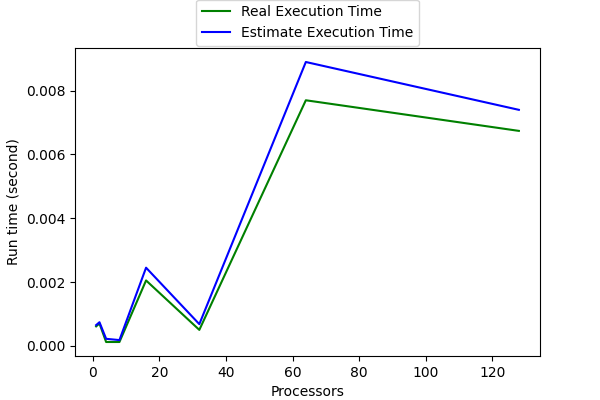 Real Execution Time
Estimate Execution Time
0.008
0.006
0.004
0.002
0.000
Run time (second)
0 20 40 60 80 100 120
Processors